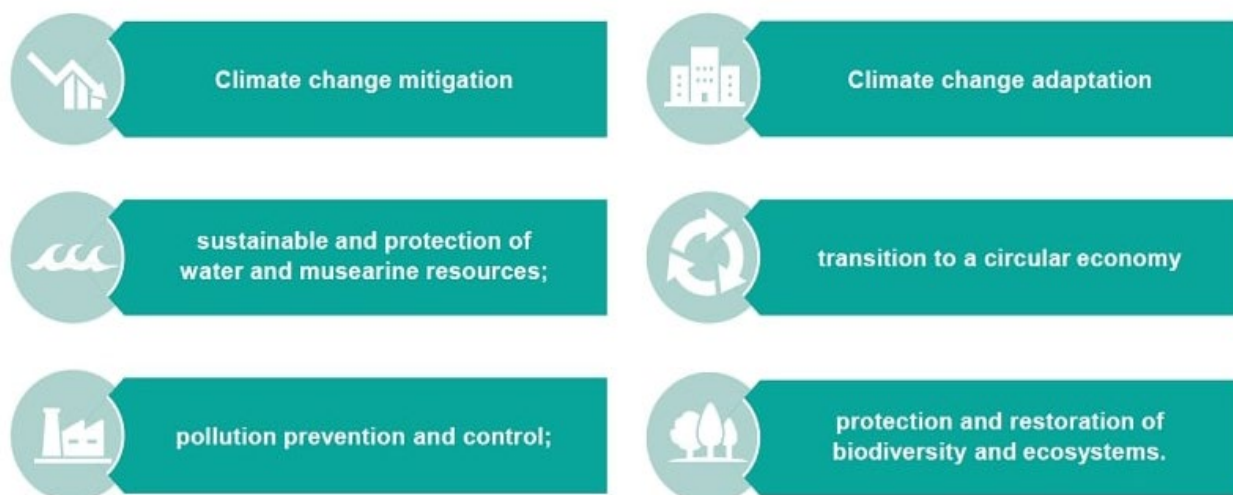 Climate change mitigation
Climate change adaptation
sustainable and protection of
water and musearine resources;
transition to a circular economy
pollution prevention and control;
protection and restoration of
biodiversity and ecosystems.